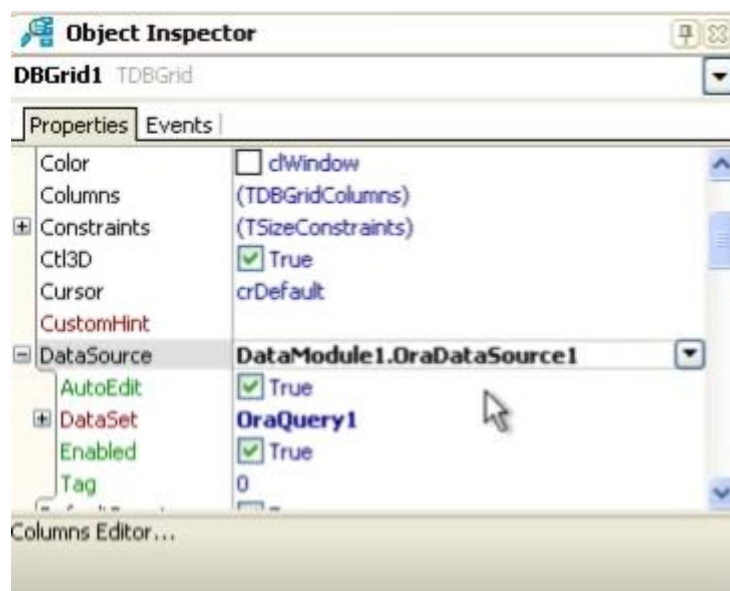 Object Inspector
DBGrid1 TDBGrid
Properties Events
Color clWindow
Columns (TDBGridColumns)
Constraints (TSizeConstraints)
Ctl3D True
Cursor crDefault
CustomHint
DataSource DataModule1.OraDataSource1
AutoEdit True
DataSet OraQuery1
Enabled True
Tag 0
Columns Editor...